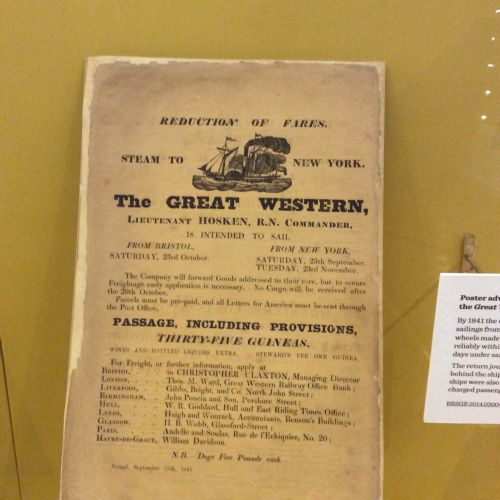 REDUCTION OF FARES.
STEAM TO NEW YORK.
The GREAT WESTERN,
LIEUTENANT HOSKEN, R.N. COMMANDER,
IS INTENDED TO SAIL
FROM BRISTOL, FROM NEW YORK,
SATURDAY, 23rd October. SATURDAY, 25th September.
TUESDAY, 23rd November.
The Company will forward Goods addressed to their care, but to secure
Freightage early application is necessary. No Cargo will be received after
the 20th October.
Parcels must be pre-paid, and all Letters for America must be sent through
the Post Office.
PASSAGE, INCLUDING PROVISIONS,
THIRTY-FIVE GUINEAS,
WINES AND BOTTLED LIQUORS EXTRA. STEWARD'S FEE ONE GUINEA
For Freight, or further information, apply at
BRISTOL, to CHRISTOPHER CLAXTON, Managing Director
LONDON, Thos. M. Ward, Great Western Railway Office Bank;
LIVERPOOL, Gibbs, Bright, and Co. North John Street;
BIRMINGHAM, John Poncia and Son, Pershore Street;
HULL, W. R. Goddard, Hull and East Riding Times Office;
LEEDS, Haigh and Wonrack, Accountants, Benson's Buildings;
GLASGOW, H. B. Webb, Glassford-Street;
PARIS, Andelle and Soulas, Rue de l'Echiquier, No. 20;
HAVRE-DE-GRACE, William Davidson.
N.B.—Dogs Five Pounds each
Bristol, September 17th, 1841.
Poster adv
the Great
By 1841 the
sailings from
wheels made
reliably within
days under sa
The return jou
behind the ship
ships were also
charged passen